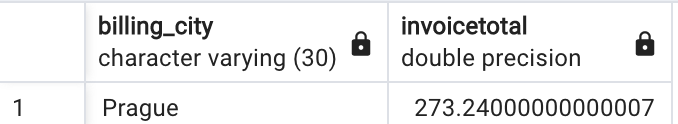 billing_city invoicetotal
character varying (30) double precision
1 Prague 273.24000000000007